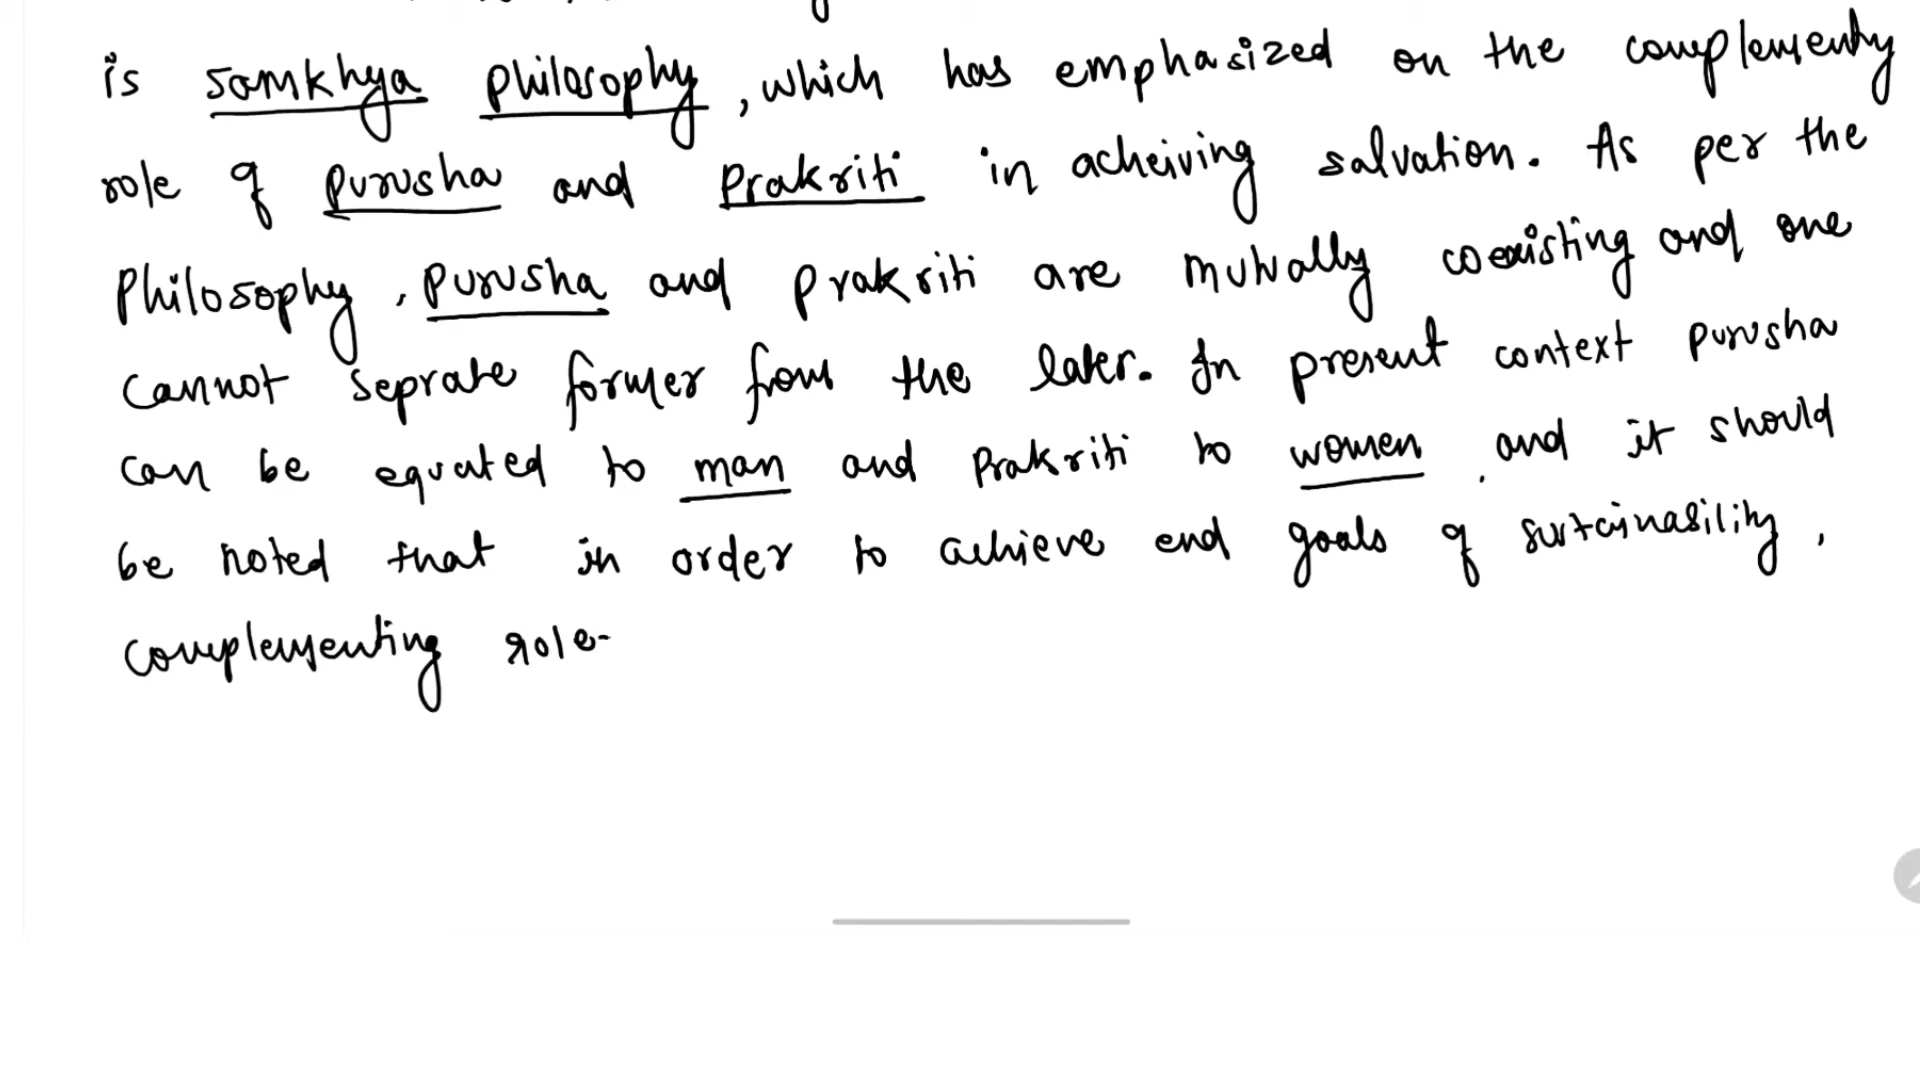 is samkhya philosophy, which has emphasized on the complementy
role of purusha and prakriti in acheiving salvation. As per the
philosophy, purusha and prakriti are mutually coexisting and one
cannot seprate former from the later. In present context purusha
can be equated to man and prakriti to women, and it should
be noted that in order to achieve end goals of sustainability,
complementing role